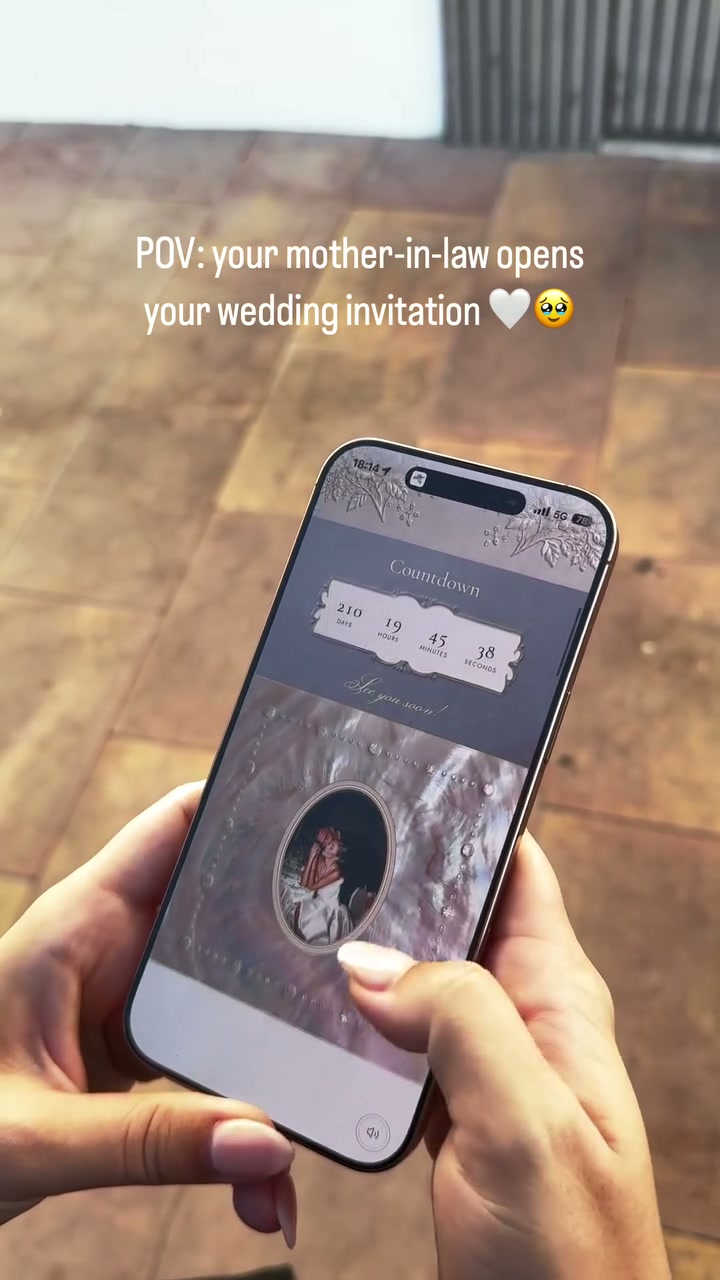 POV: your mother-in-law opens
your wedding invitation 🤍🥹
18:14
5G 78
Countdown
210 19 45 38
DAYS HOURS MINUTES SECONDS
See you soon!